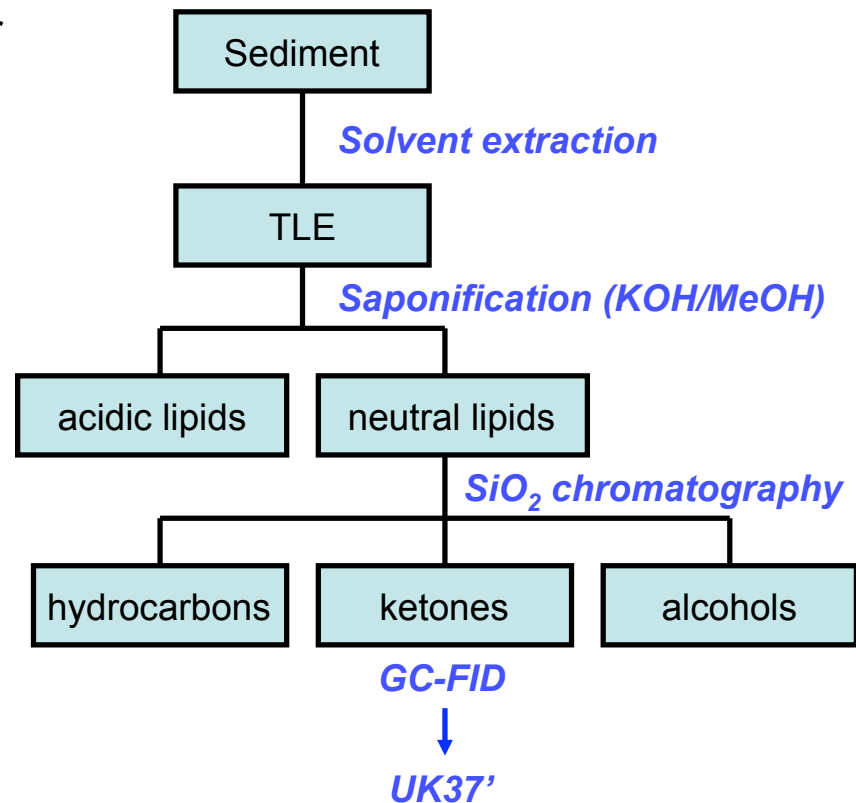 Sediment
Solvent extraction
TLE
Saponification (KOH/MeOH)
acidic lipids
neutral lipids
SiO₂ chromatography
hydrocarbons
ketones
alcohols
GC-FID
UK37’